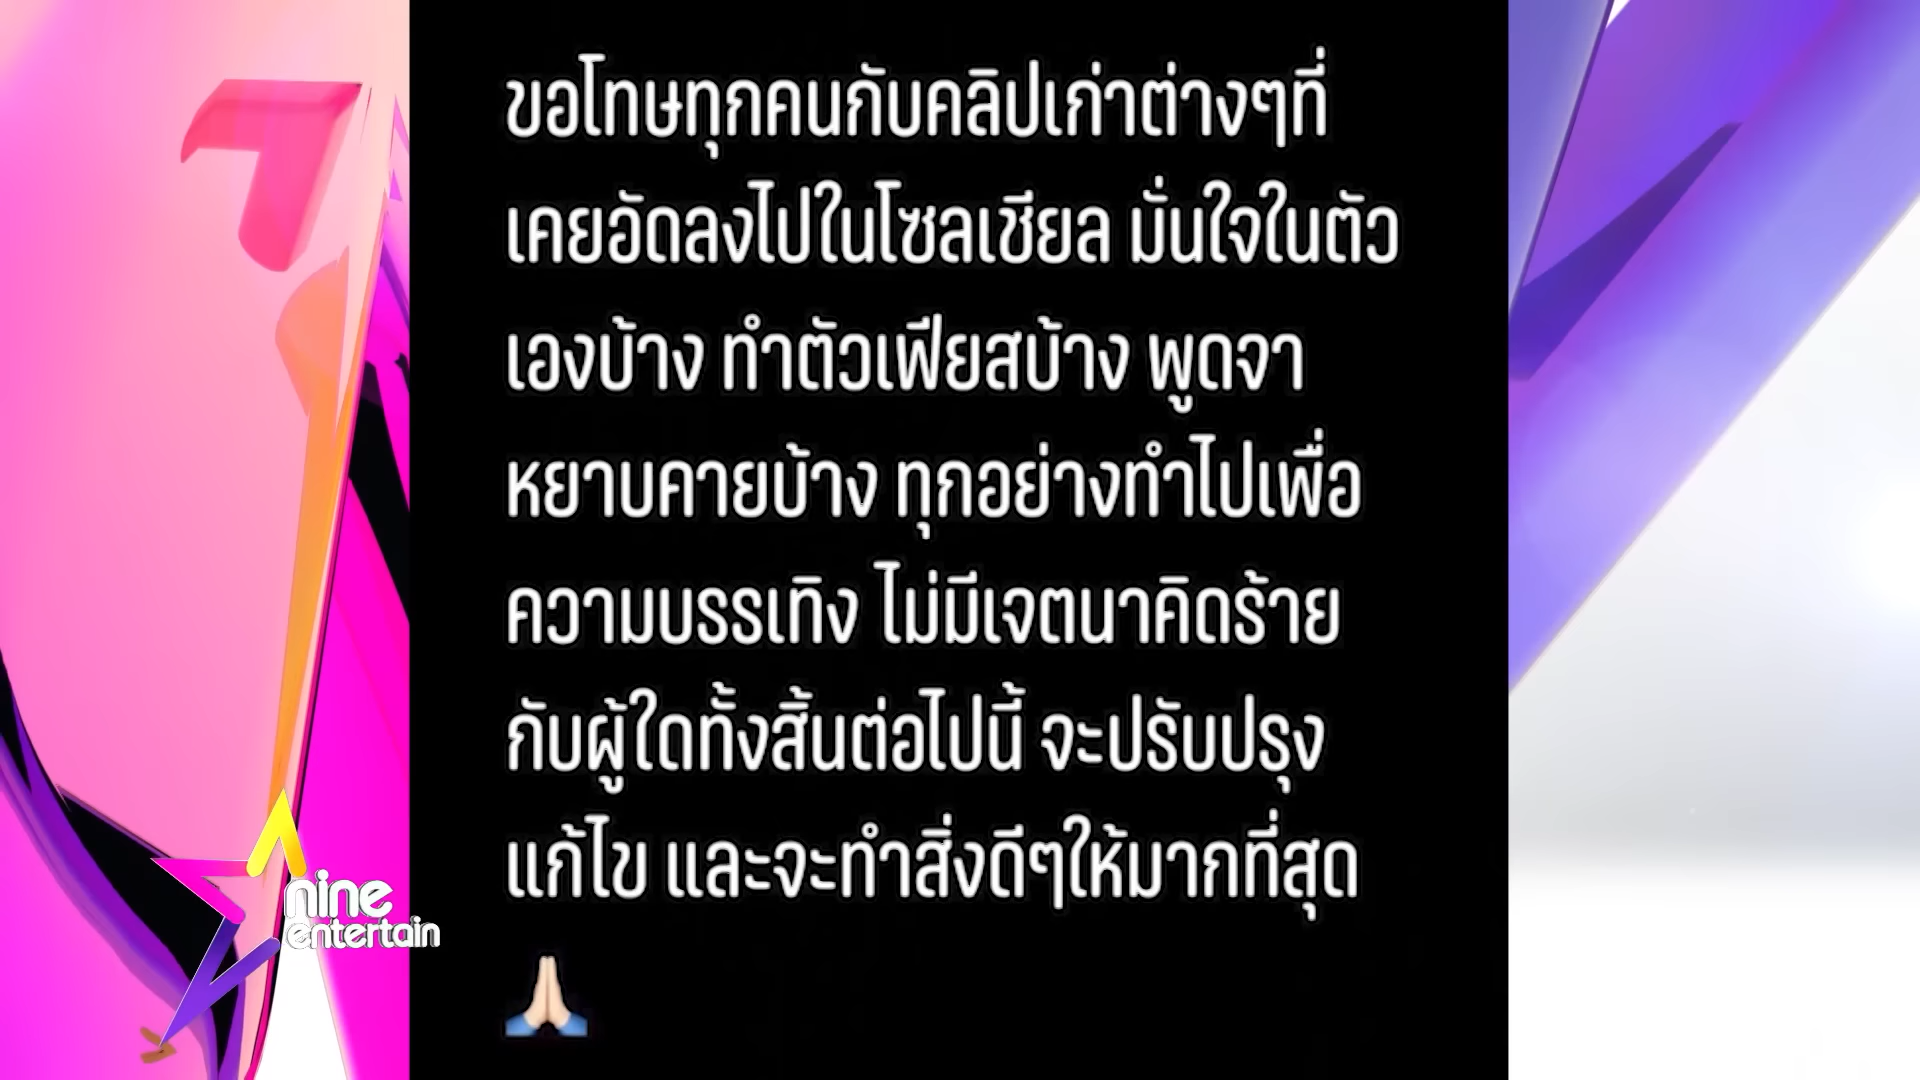 ขอโทษทุกคนกับคลิปเก่าต่างๆที่
เคยอัดลงไปในโซลเชียล มั่นใจในตัว
เองบ้าง ทำตัวเฟียสบ้าง พูดจา
หยาบคายบ้าง ทุกอย่างทำไปเพื่อ
ความบรรเทิง ไม่มีเจตนาคิดร้าย
กับผู้ใดทั้งสิ้นต่อไปนี้ จะปรับปรุง
แก้ไข และจะทำสิ่งดีๆให้มากที่สุด
🙏🏻
nine
entertain